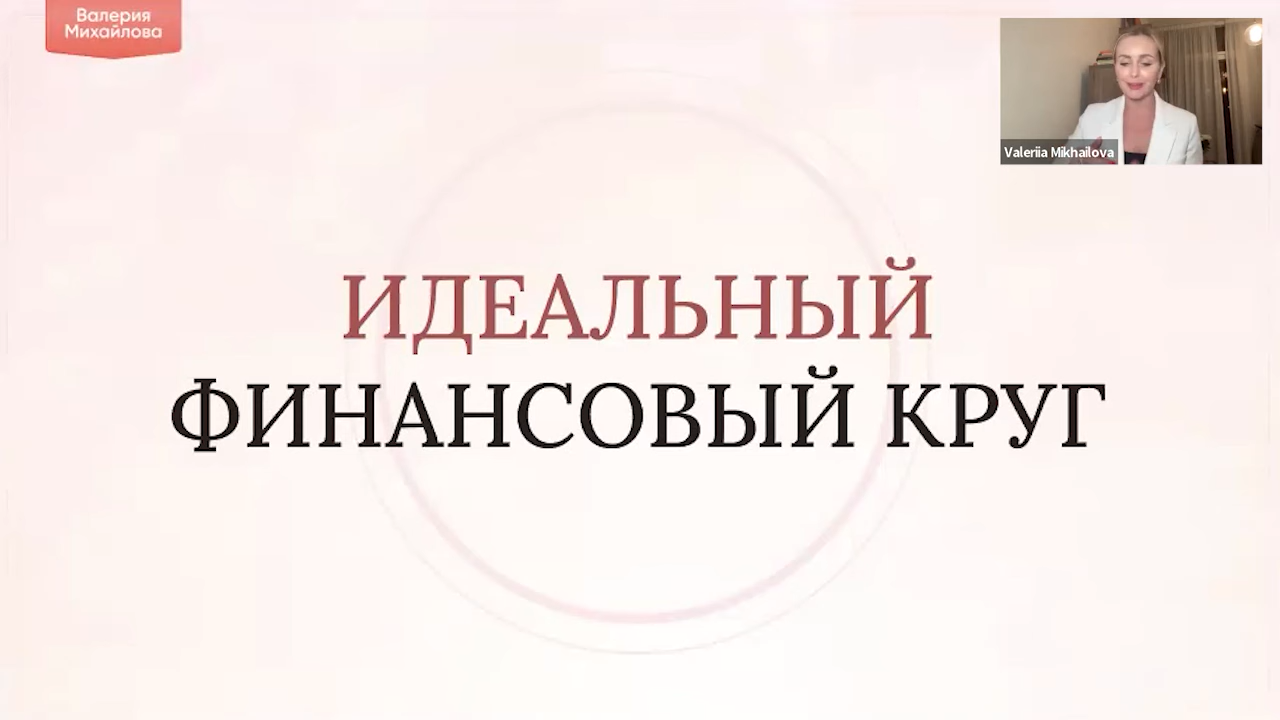 Валерия
Михайлова
Valeriia Mikhailova
ИДЕАЛЬНЫЙ
ФИНАНСОВЫЙ КРУГ